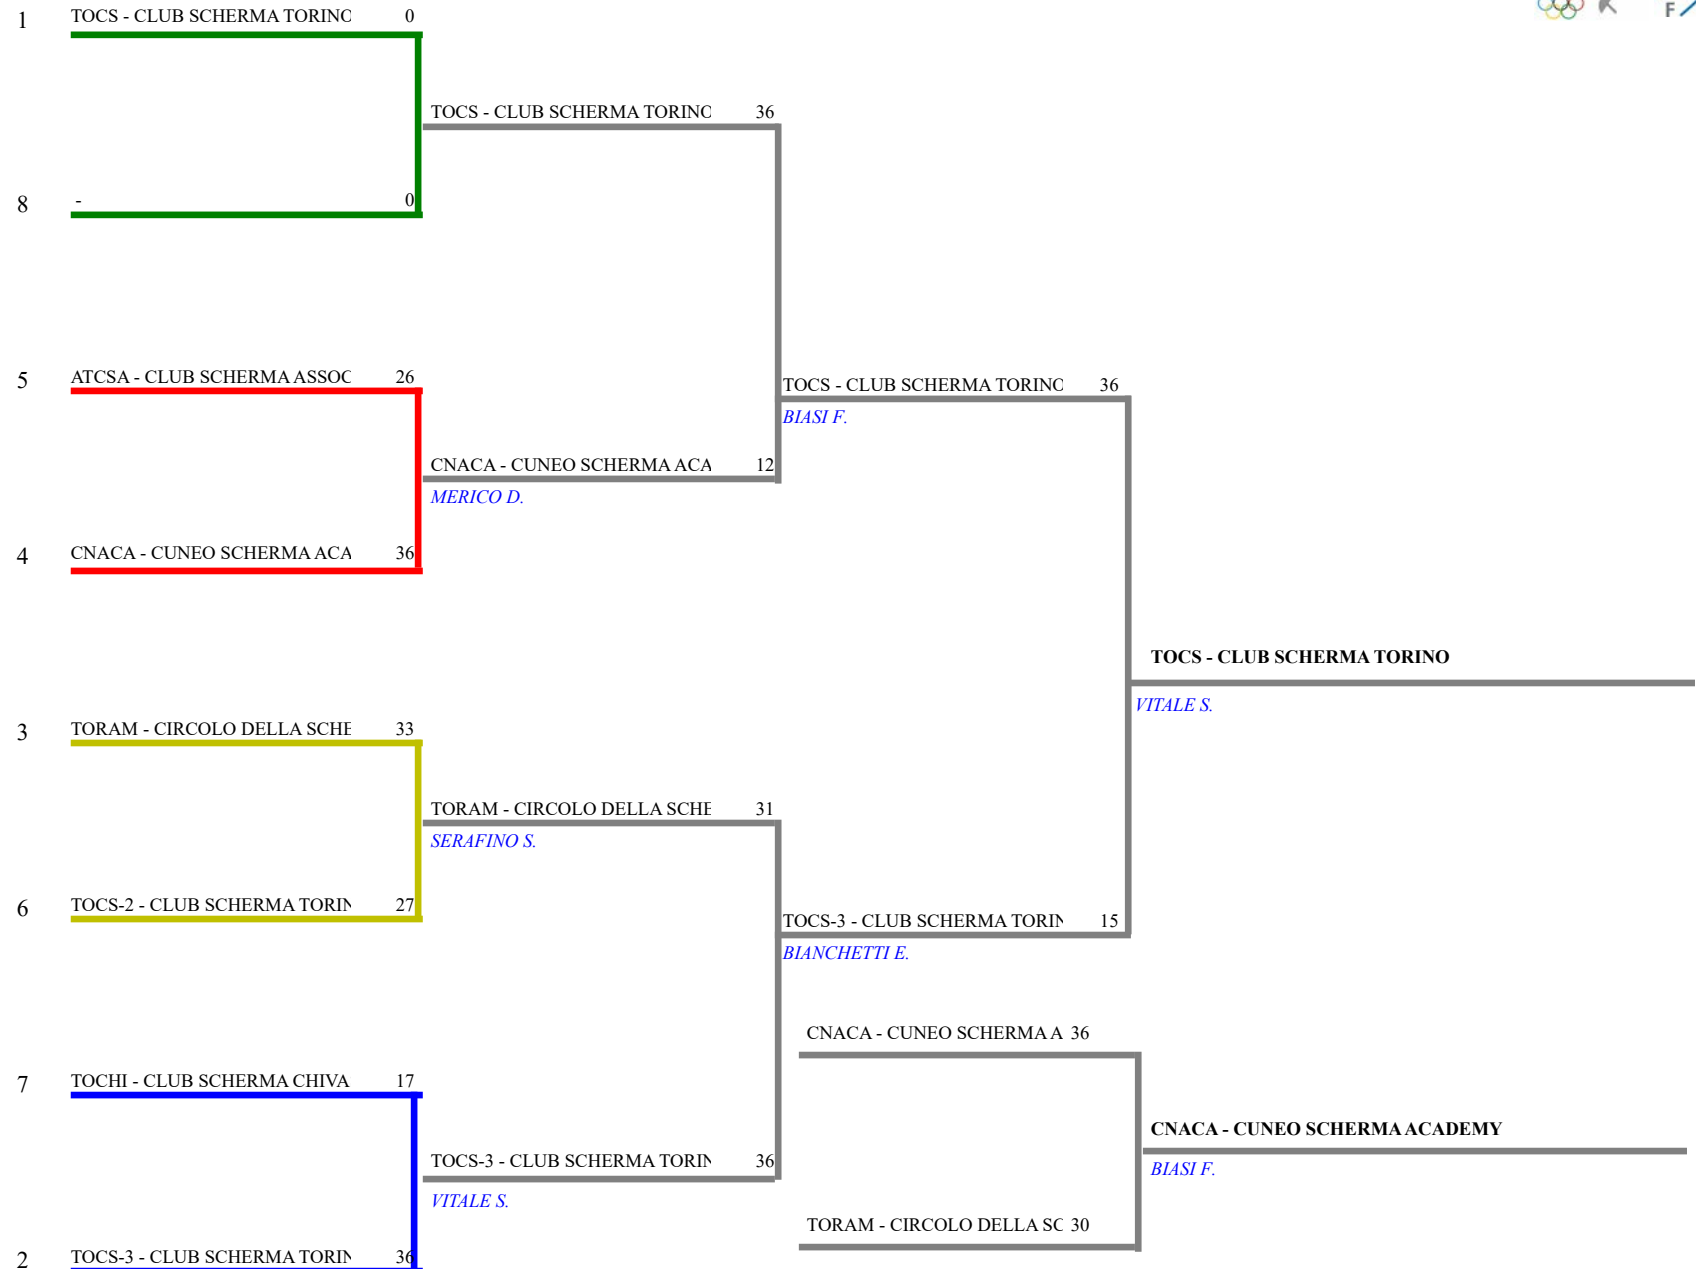 F
1 TOCS - CLUB SCHERMA TORINO 0
TOCS - CLUB SCHERMA TORINO 36
8 - 0
5 ATCSA - CLUB SCHERMA ASSOC 26
TOCS - CLUB SCHERMA TORINO 36
BIASI F.
CNACA - CUNEO SCHERMA ACA 12
MERICO D.
4 CNACA - CUNEO SCHERMA ACA 36
TOCS - CLUB SCHERMA TORINO
VITALE S.
3 TORAM - CIRCOLO DELLA SCHE 33
TORAM - CIRCOLO DELLA SCHE 31
SERAFINO S.
6 TOCS-2 - CLUB SCHERMA TORIN 27
TOCS-3 - CLUB SCHERMA TORIN 15
BIANCHETTI E.
CNACA - CUNEO SCHERMA A 36
7 TOCHI - CLUB SCHERMA CHIVA 17
CNACA - CUNEO SCHERMA ACADEMY
BIASI F.
TOCS-3 - CLUB SCHERMA TORIN 36
VITALE S.
TORAM - CIRCOLO DELLA SC 30
2 TOCS-3 - CLUB SCHERMA TORIN 36